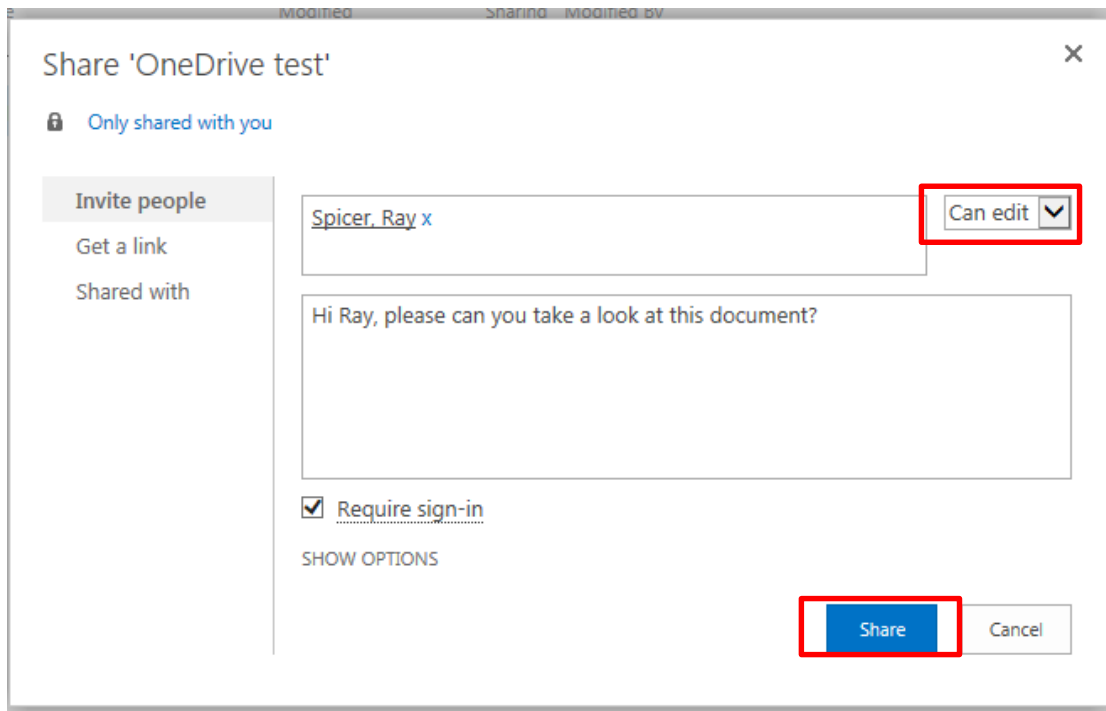 Modified Sharing Modified By
Share 'OneDrive test'
Only shared with you
Invite people
Get a link
Shared with
Spicer, Ray x
Can edit
Hi Ray, please can you take a look at this document?
Require sign-in
SHOW OPTIONS
Share Cancel